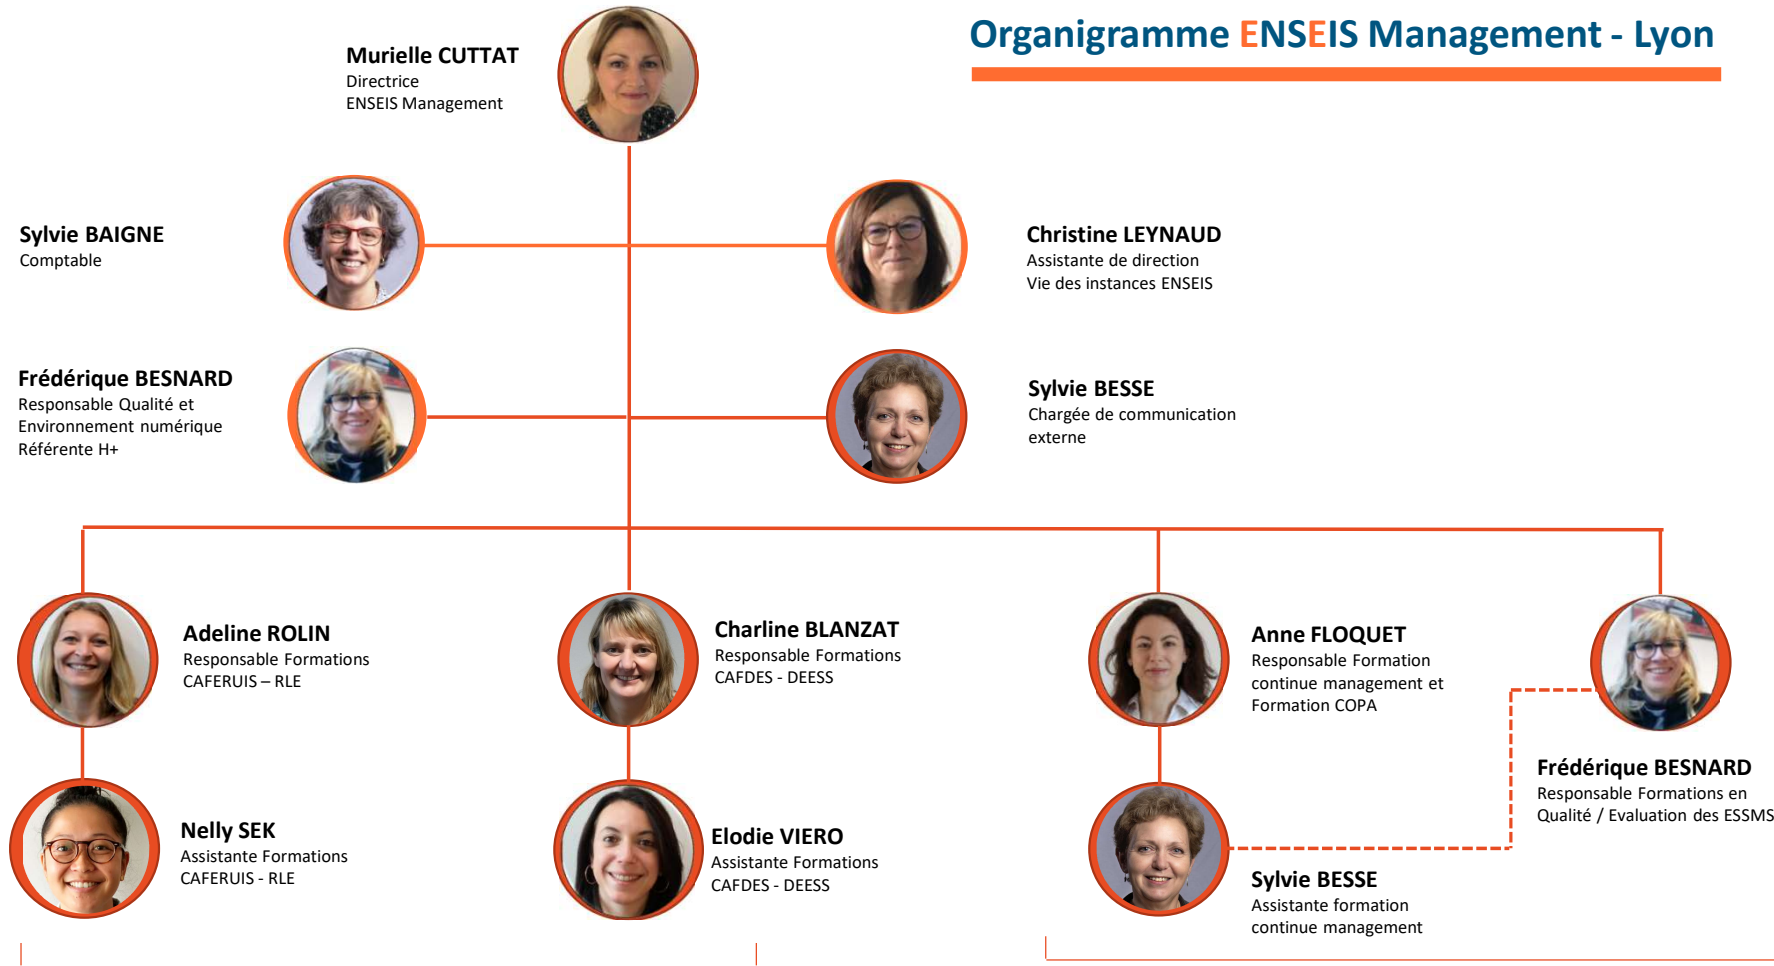 Organigramme ENSEIS Management - Lyon
Murielle CUTTAT
Directrice
ENSEIS Management
Sylvie BAIGNE
Comptable
Christine LEYNAUD
Assistante de direction
Vie des instances ENSEIS
Frédérique BESNARD
Responsable Qualité et
Environnement numérique
Référente H+
Sylvie BESSE
Chargée de communication
externe
Adeline ROLIN
Responsable Formations
CAFERUIS – RLE
Charline BLANZAT
Responsable Formations
CAFDES - DEESS
Anne FLOQUET
Responsable Formation
continue management et
Formation COPA
Frédérique BESNARD
Responsable Formations en
Qualité / Evaluation des ESSMS
Nelly SEK
Assistante Formations
CAFERUIS - RLE
Elodie VIERO
Assistante Formations
CAFDES - DEESS
Sylvie BESSE
Assistante formation
continue management